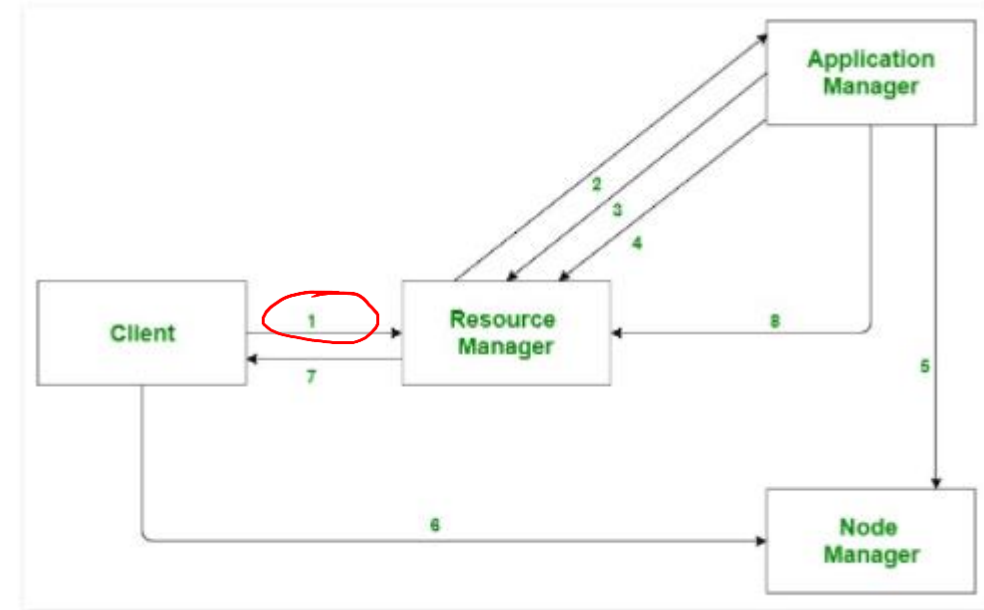 Application
Manager
2
3
4
Client
1
Resource
Manager
8
7
5
6
Node
Manager